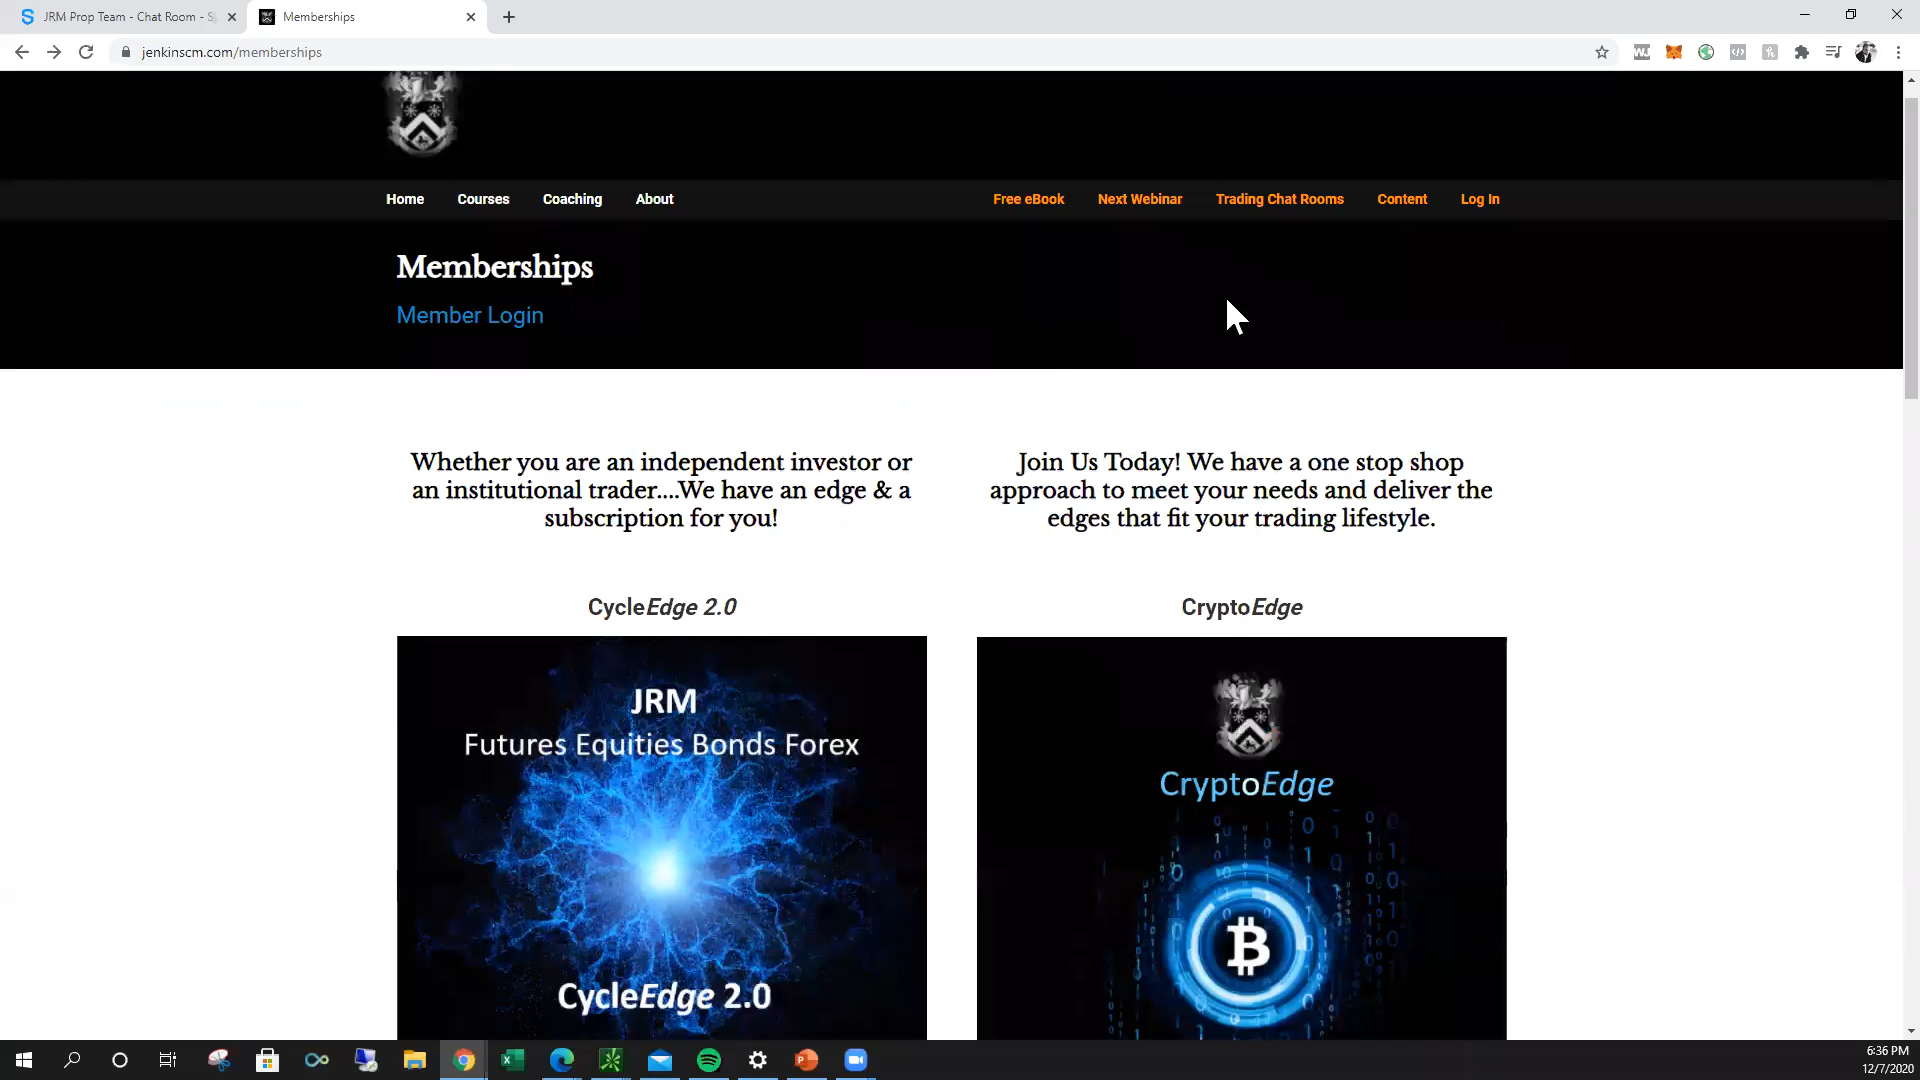 JRM Prop Team - Chat Room - S
Memberships
jenkinscm.com/memberships
Home Courses Coaching About Free eBook Next Webinar Trading Chat Rooms Content Log In
Memberships
Member Login
Whether you are an independent investor or
an institutional trader....We have an edge & a
subscription for you!
Join Us Today! We have a one stop shop
approach to meet your needs and deliver the
edges that fit your trading lifestyle.
CycleEdge 2.0
JRM
Futures Equities Bonds Forex
CycleEdge 2.0
CryptoEdge
CryptoEdge
6:36 PM
12/7/2020